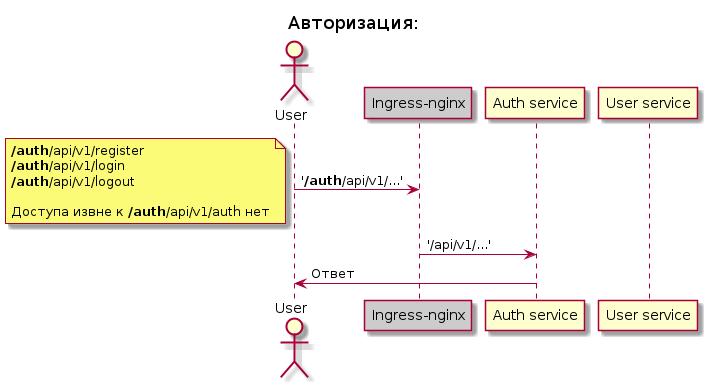 Авторизация:
User
Ingress-nginx
Auth service
User service
/auth/api/v1/register
/auth/api/v1/login
/auth/api/v1/logout
Доступа извне к /auth/api/v1/auth нет
'/auth/api/v1/...'
'/api/v1/...'
Ответ
User
Ingress-nginx
Auth service
User service